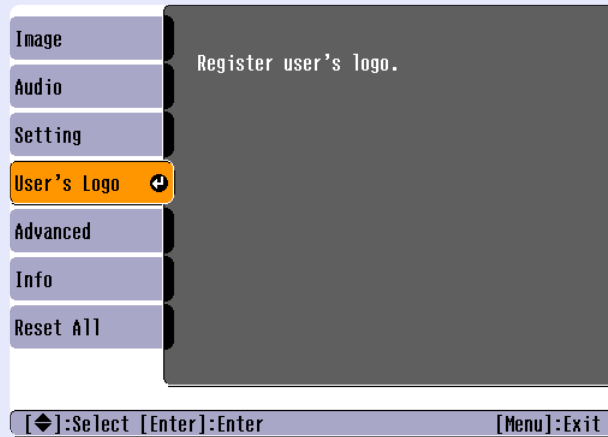 Image
Audio
Setting
User's Logo
Advanced
Info
Reset All
Register user's logo.
[◆]:Select [Enter]:Enter [Menu]:Exit